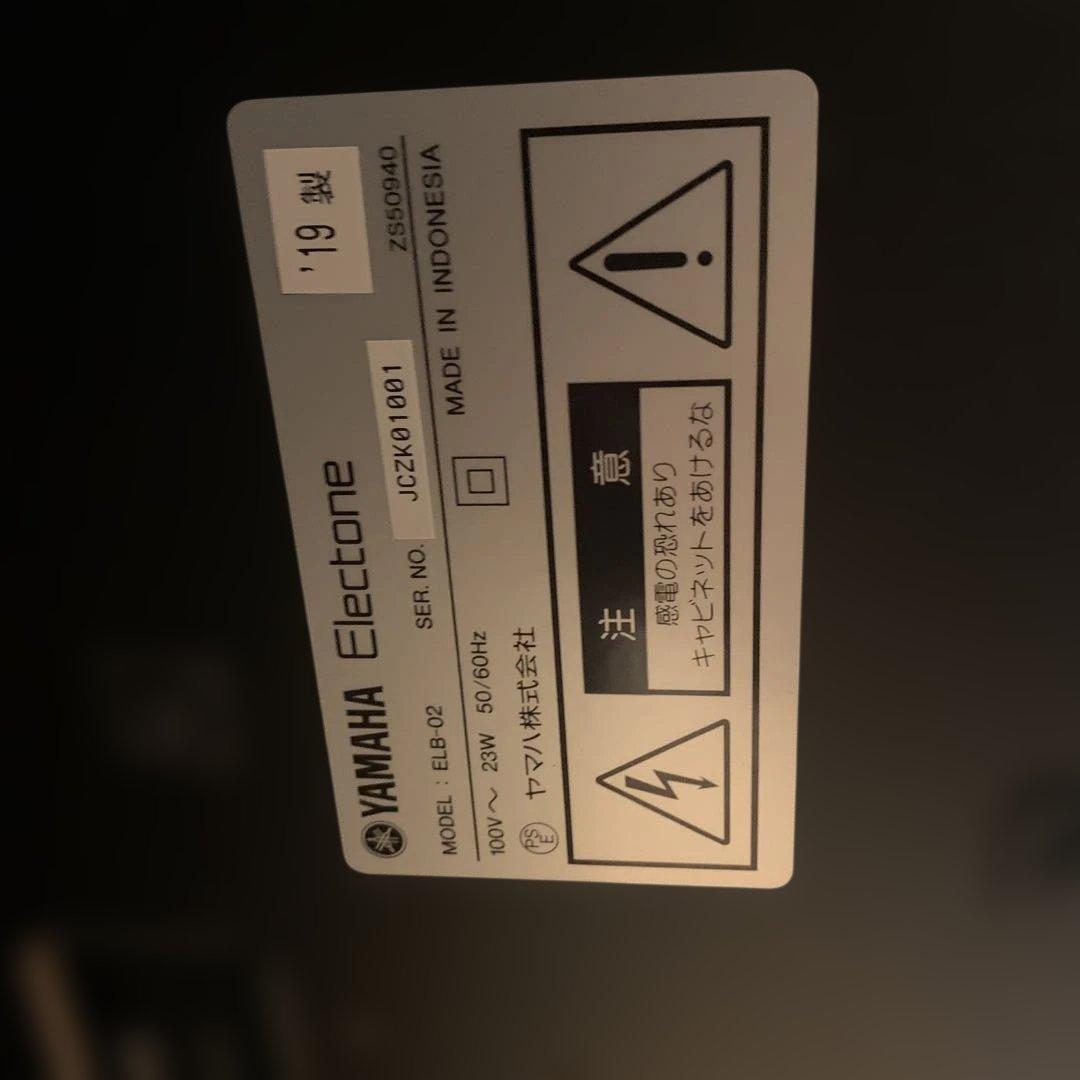 YAMAHA Electone
'19 製
MODEL : ELB-02
SER. NO. JCZK01001
ZS50940
100V～ 23W 50/60Hz
MADE IN INDONESIA
PSE ヤマハ株式会社
注意
感電の恐れあり
キャビネットをあけるな